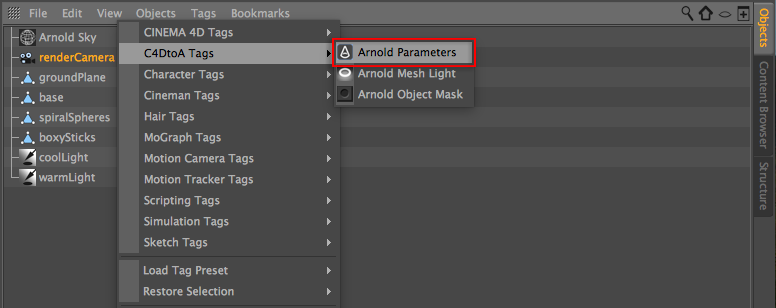 File Edit View Objects Tags Bookmarks
Arnold Sky
renderCamera
groundPlane
base
spiralSpheres
boxySticks
coolLight
warmLight
CINEMA 4D Tags
C4DtoA Tags
Character Tags
Cineman Tags
Hair Tags
MoGraph Tags
Motion Camera Tags
Motion Tracker Tags
Scripting Tags
Simulation Tags
Sketch Tags
Load Tag Preset
Restore Selection
Arnold Parameters
Arnold Mesh Light
Arnold Object Mask
Objects
Content Browser
Structure